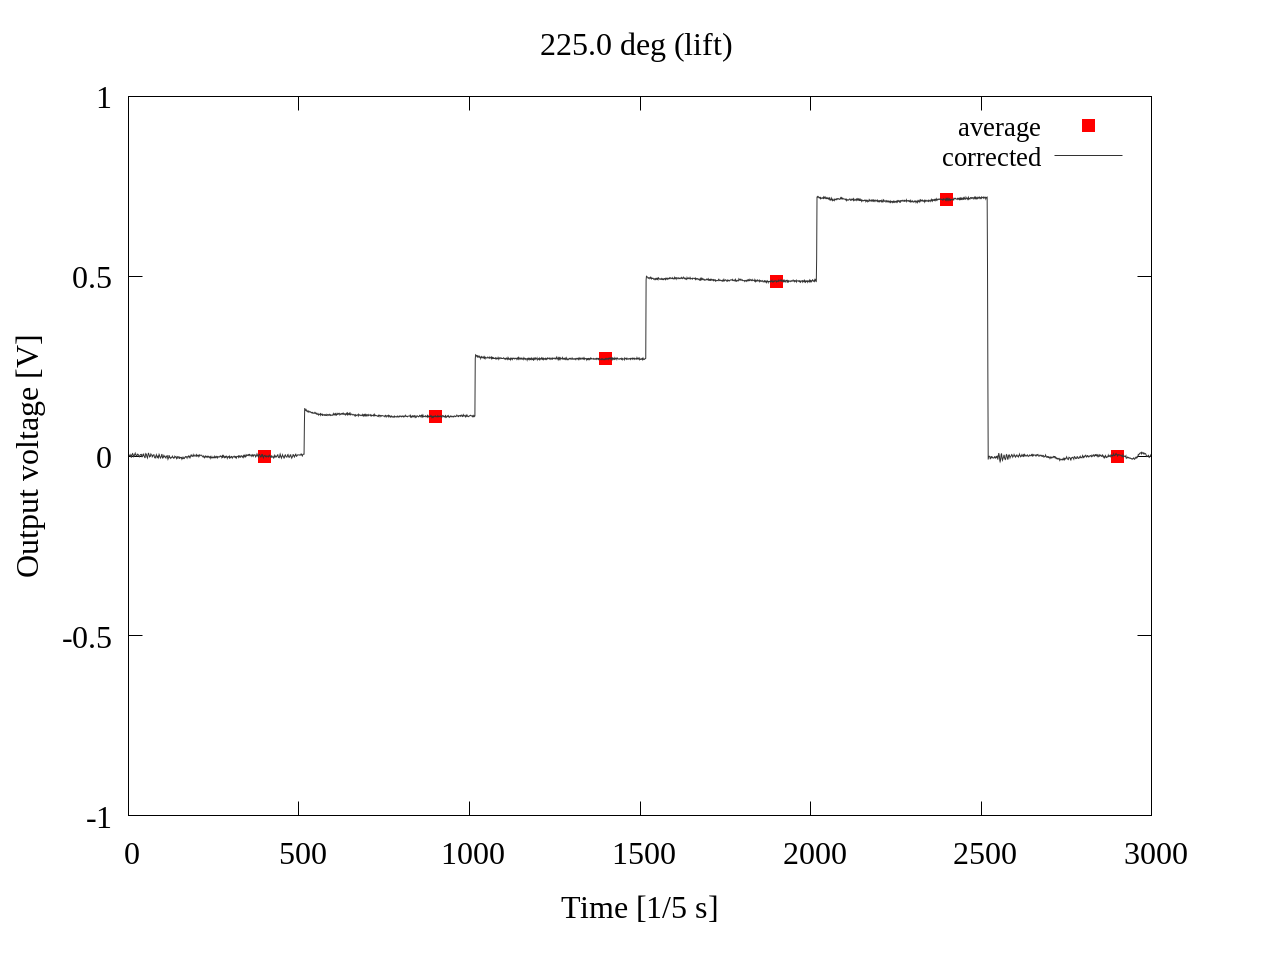 225.0 deg (lift)
1
average
corrected
0.5
0
-0.5
-1
Output voltage [V]
0 500 1000 1500 2000 2500 3000
Time [1/5 s]